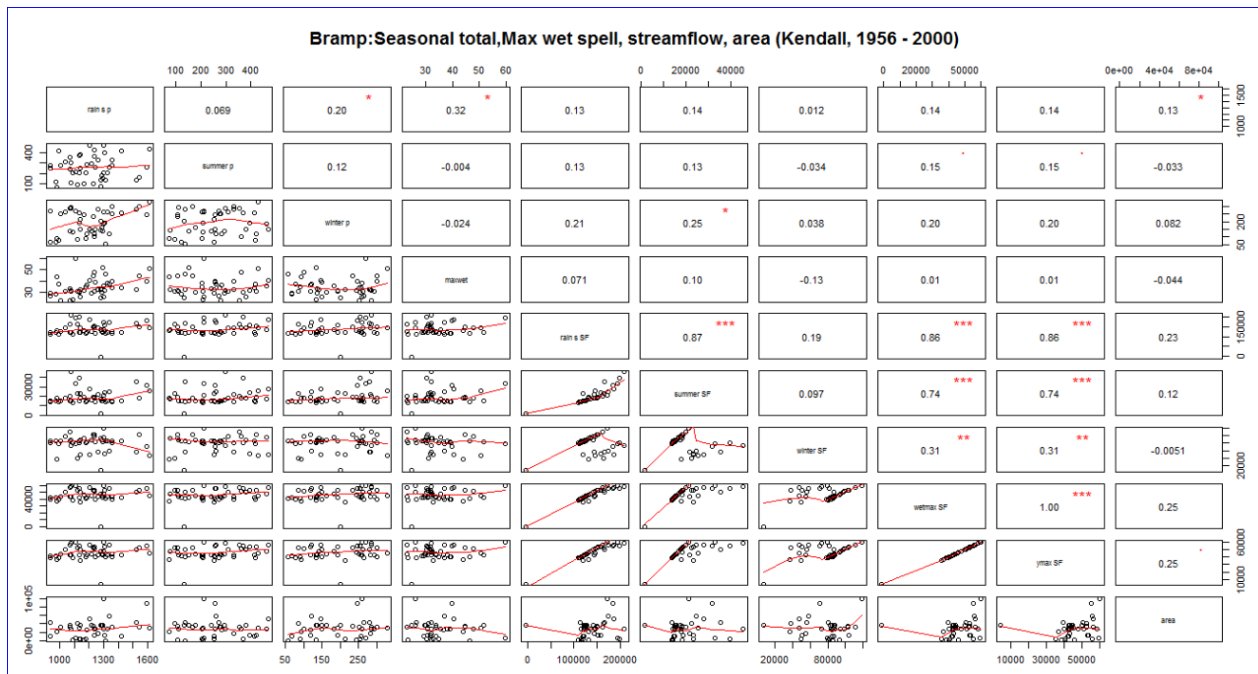 Bramp:Seasonal total,Max wet spell, streamflow, area (Kendall, 1956 - 2000)
100 200 300 400 30 40 50 60 0 20000 40000 0 20000 50000 0e+00 4e+04 8e+04
rain s p 0.069 0.20 * 0.32 * 0.13 0.14 0.012 0.14 0.14 0.13 * 1000 1500
100 400 summer p 0.12 -0.004 0.13 0.13 -0.034 0.15 . 0.15 . -0.033
winter p -0.024 0.21 0.25 * 0.038 0.20 0.20 0.082 50 200
30 50 maxwet 0.071 0.10 -0.13 0.01 0.01 -0.044
rain s SF 0.87 *** 0.19 0.86 *** 0.86 *** 0.23 0 150000
0 30000 summer SF 0.097 0.74 *** 0.74 *** 0.12
winter SF 0.31 ** 0.31 ** -0.0051 20000
0 40000 wetmax SF 1.00 *** 0.25
ymax SF 0.25 . 10000 60000
0e+00 1e+05 area
1000 1300 1600 50 150 250 0 100000 200000 20000 80000 10000 30000 50000